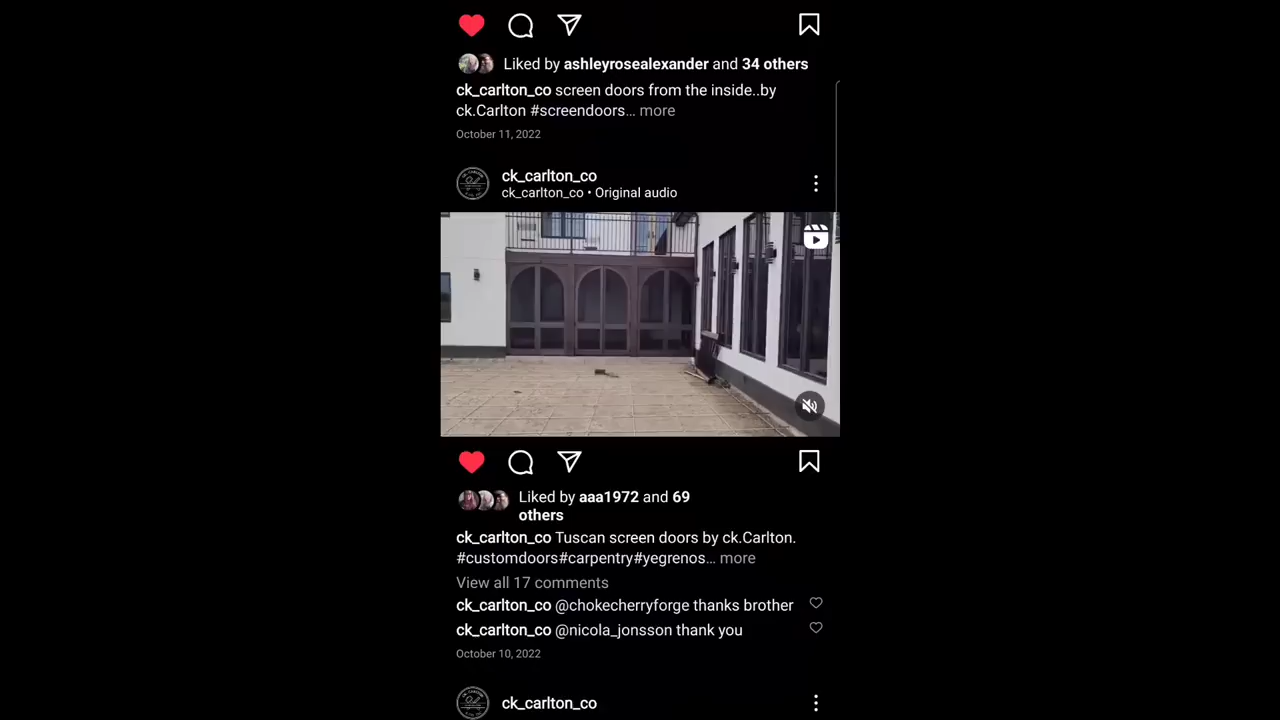 Liked by ashleyrosealexander and 34 others
ck_carlton_co screen doors from the inside..by
ck.Carlton #screendoors... more
October 11, 2022
ck_carlton_co
ck_carlton_co • Original audio
Liked by aaa1972 and 69
others
ck_carlton_co Tuscan screen doors by ck.Carlton.
#customdoors#carpentry#yegrenos... more
View all 17 comments
ck_carlton_co @chokecherryforge thanks brother
ck_carlton_co @nicola_jonsson thank you
October 10, 2022
ck_carlton_co